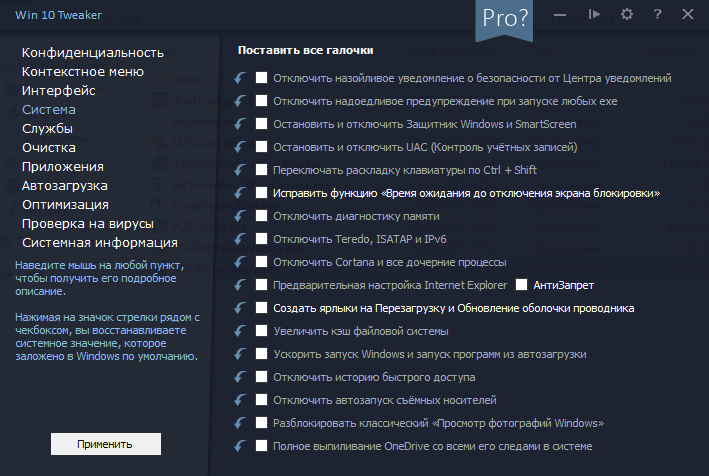 Win 10 Tweaker
Pro?
?
Конфиденциальность
Контекстное меню
Интерфейс
Система
Службы
Очистка
Приложения
Автозагрузка
Оптимизация
Проверка на вирусы
Системная информация
Наведите мышь на любой пункт,
чтобы получить его подробное
описание.
Нажимая на значок стрелки рядом с
чекбоксом, вы восстанавливаете
системное значение, которое
заложено в Windows по умолчанию.
Применить
Поставить все галочки
Отключить назойливое уведомление о безопасности от Центра уведомлений
Отключить надоедливое предупреждение при запуске любых exe
Остановить и отключить Защитник Windows и SmartScreen
Остановить и отключить UAC (Контроль учётных записей)
Переключать раскладку клавиатуры по Ctrl + Shift
Исправить функцию «Время ожидания до отключения экрана блокировки»
Отключить диагностику памяти
Отключить Teredo, ISATAP и IPv6
Отключить Cortana и все дочерние процессы
Предварительная настройка Internet Explorer АнтиЗапрет
Создать ярлыки на Перезагрузку и Обновление оболочки проводника
Увеличить кэш файловой системы
Ускорить запуск Windows и запуск программ из автозагрузки
Отключить историю быстрого доступа
Отключить автозапуск съёмных носителей
Разблокировать классический «Просмотр фотографий Windows»
Полное выпиливание OneDrive со всеми его следами в системе